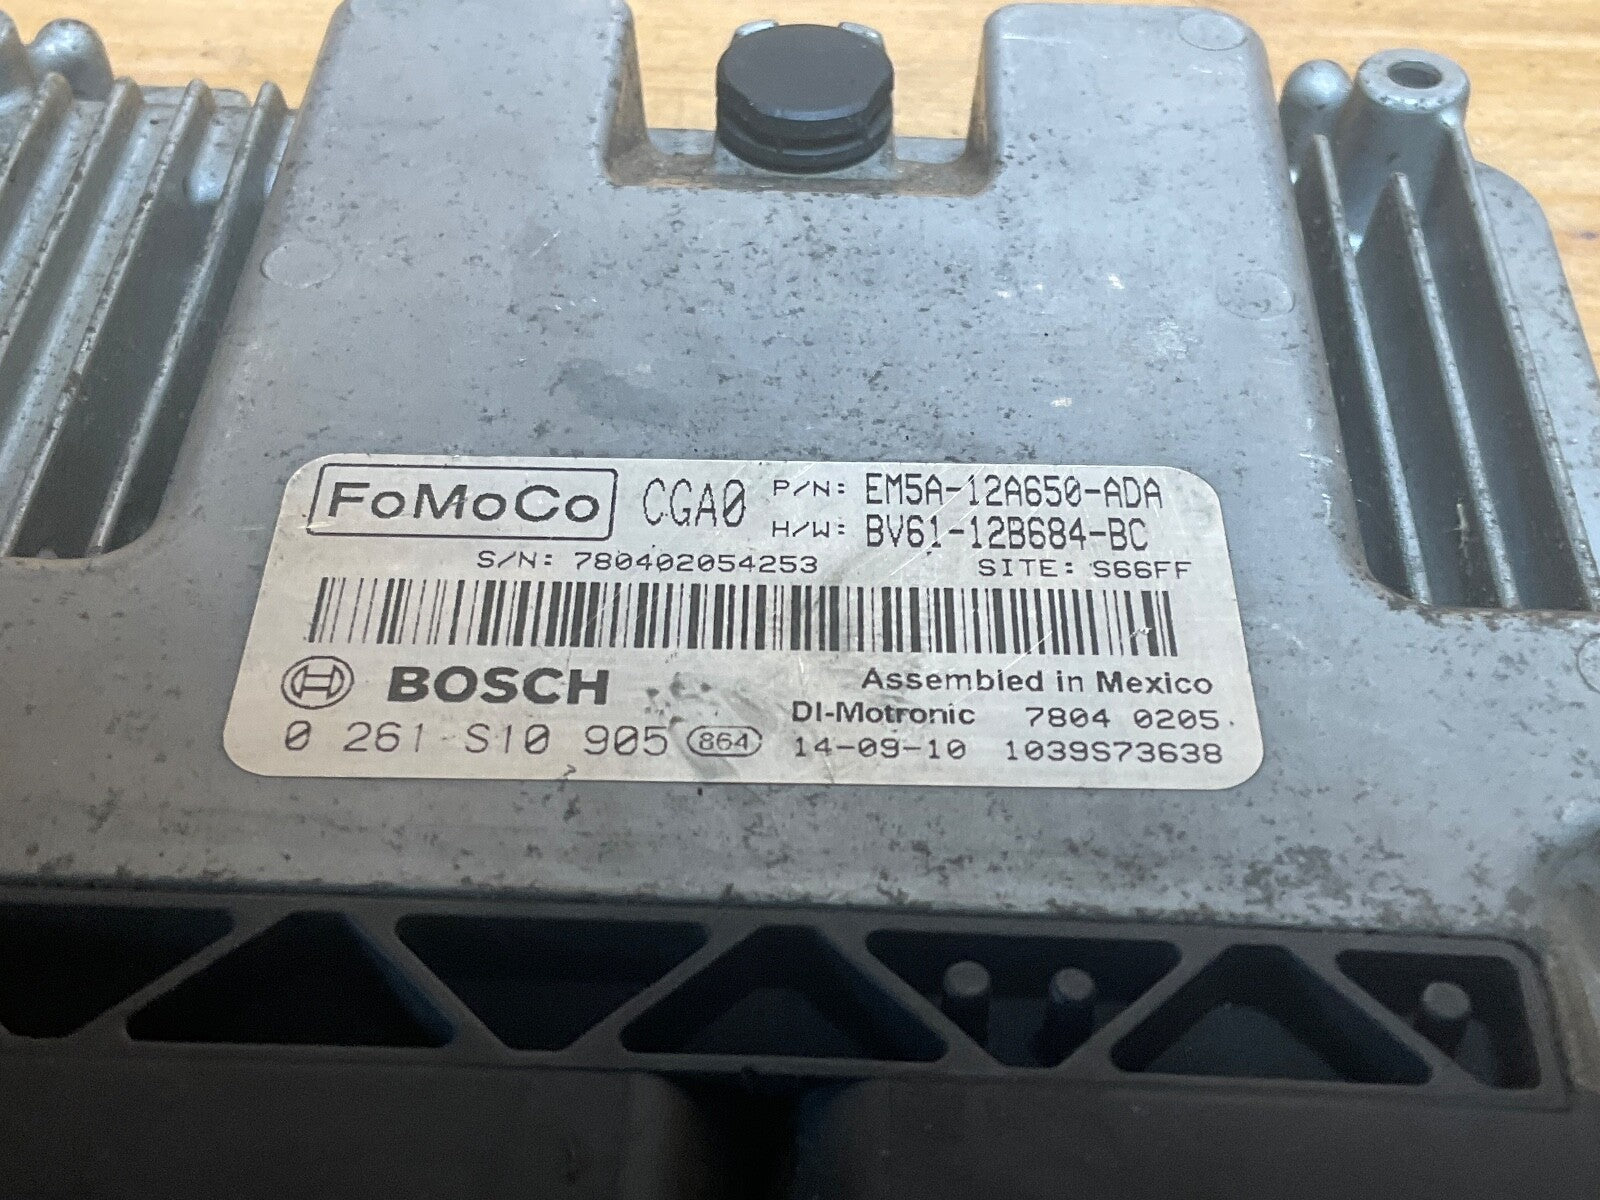 FoMoCo CGA0 P/N: EM5A-12A650-ADA
H/W: BV61-12B684-BC
S/N: 780402054253 SITE: S66FF
BOSCH Assembled in Mexico
DI-Motronic 7804 0205
0 261 S10 905 864 14-09-10 1039S73638